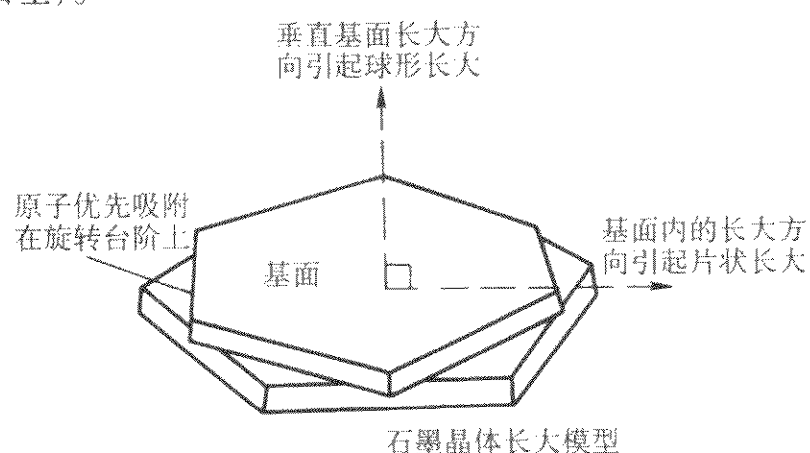 垂直基面长大方
向引起球形长大
原子优先吸附
在旋转台阶上
基面内的长大方
向引起片状长大
基面
石墨晶体长大模型